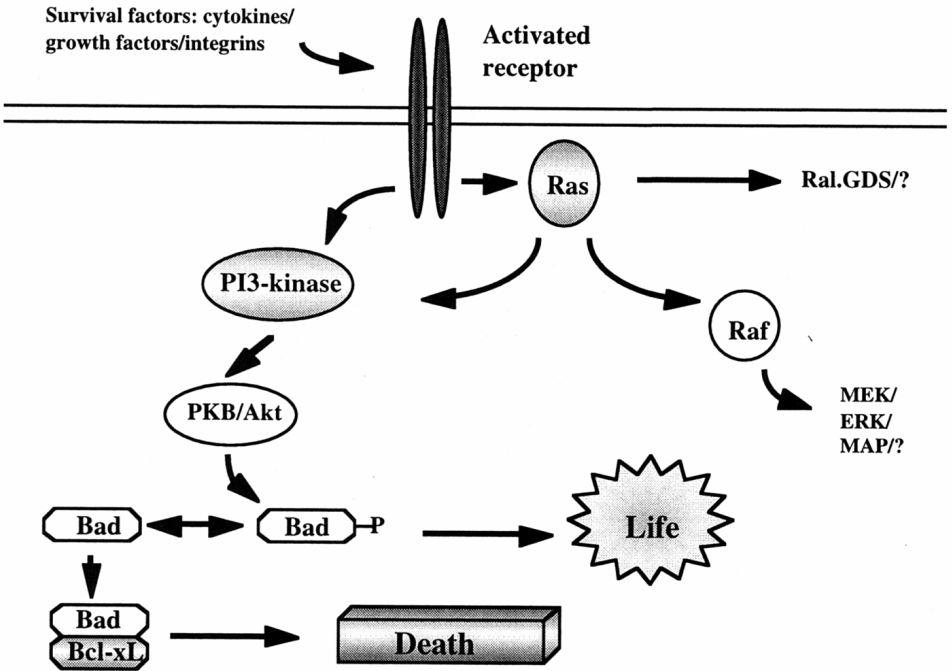 Survival factors: cytokines/
growth factors/integrins
Activated
receptor
Ras
Ral.GDS/?
PI3-kinase
Raf
PKB/Akt
MEK/
ERK/
MAP/?
Bad
Bad
P
Life
Bad
Bcl-xL
Death